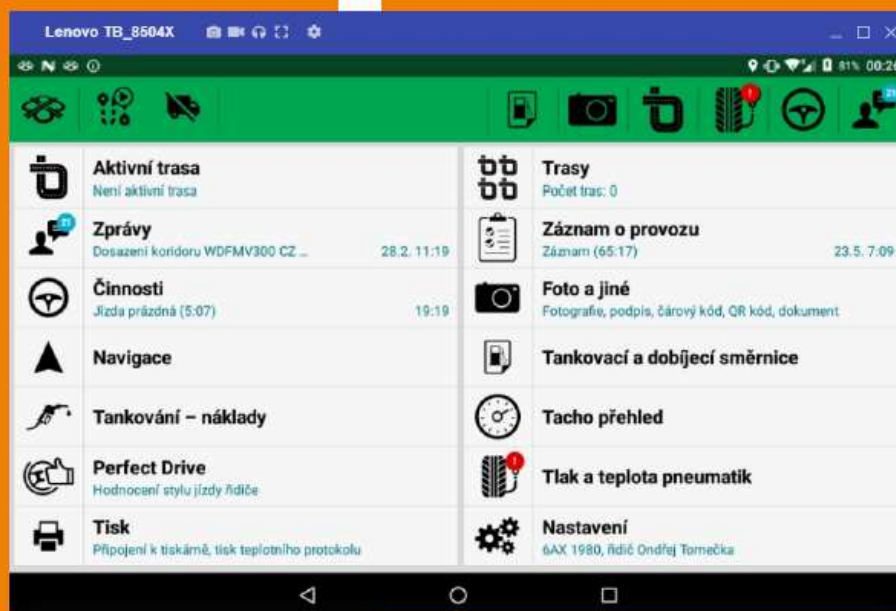 Lenovo TB_8504X
81% 00:26
21
Aktivní trasa
Není aktivní trasa
Zprávy
21
Dosazeni koridoru WDFMV300 CZ ...
28.2. 11:19
Činnosti
Jízda prázdná (5:07)
19:19
Navigace
Tankování – náklady
Perfect Drive
Hodnocení stylu jízdy řidiče
Tisk
Připojení k tiskárně, tisk teplotního protokolu
Trasy
Počet tras: 0
Záznam o provozu
Záznam (65:17)
23.5. 7:09
Foto a jiné
Fotografie, podpis, čárový kód, QR kód, dokument
Tankovací a dobíjecí směrnice
Tacho přehled
Tlak a teplota pneumatik
Nastavení
6AX 1980, řidič Ondřej Tomečka